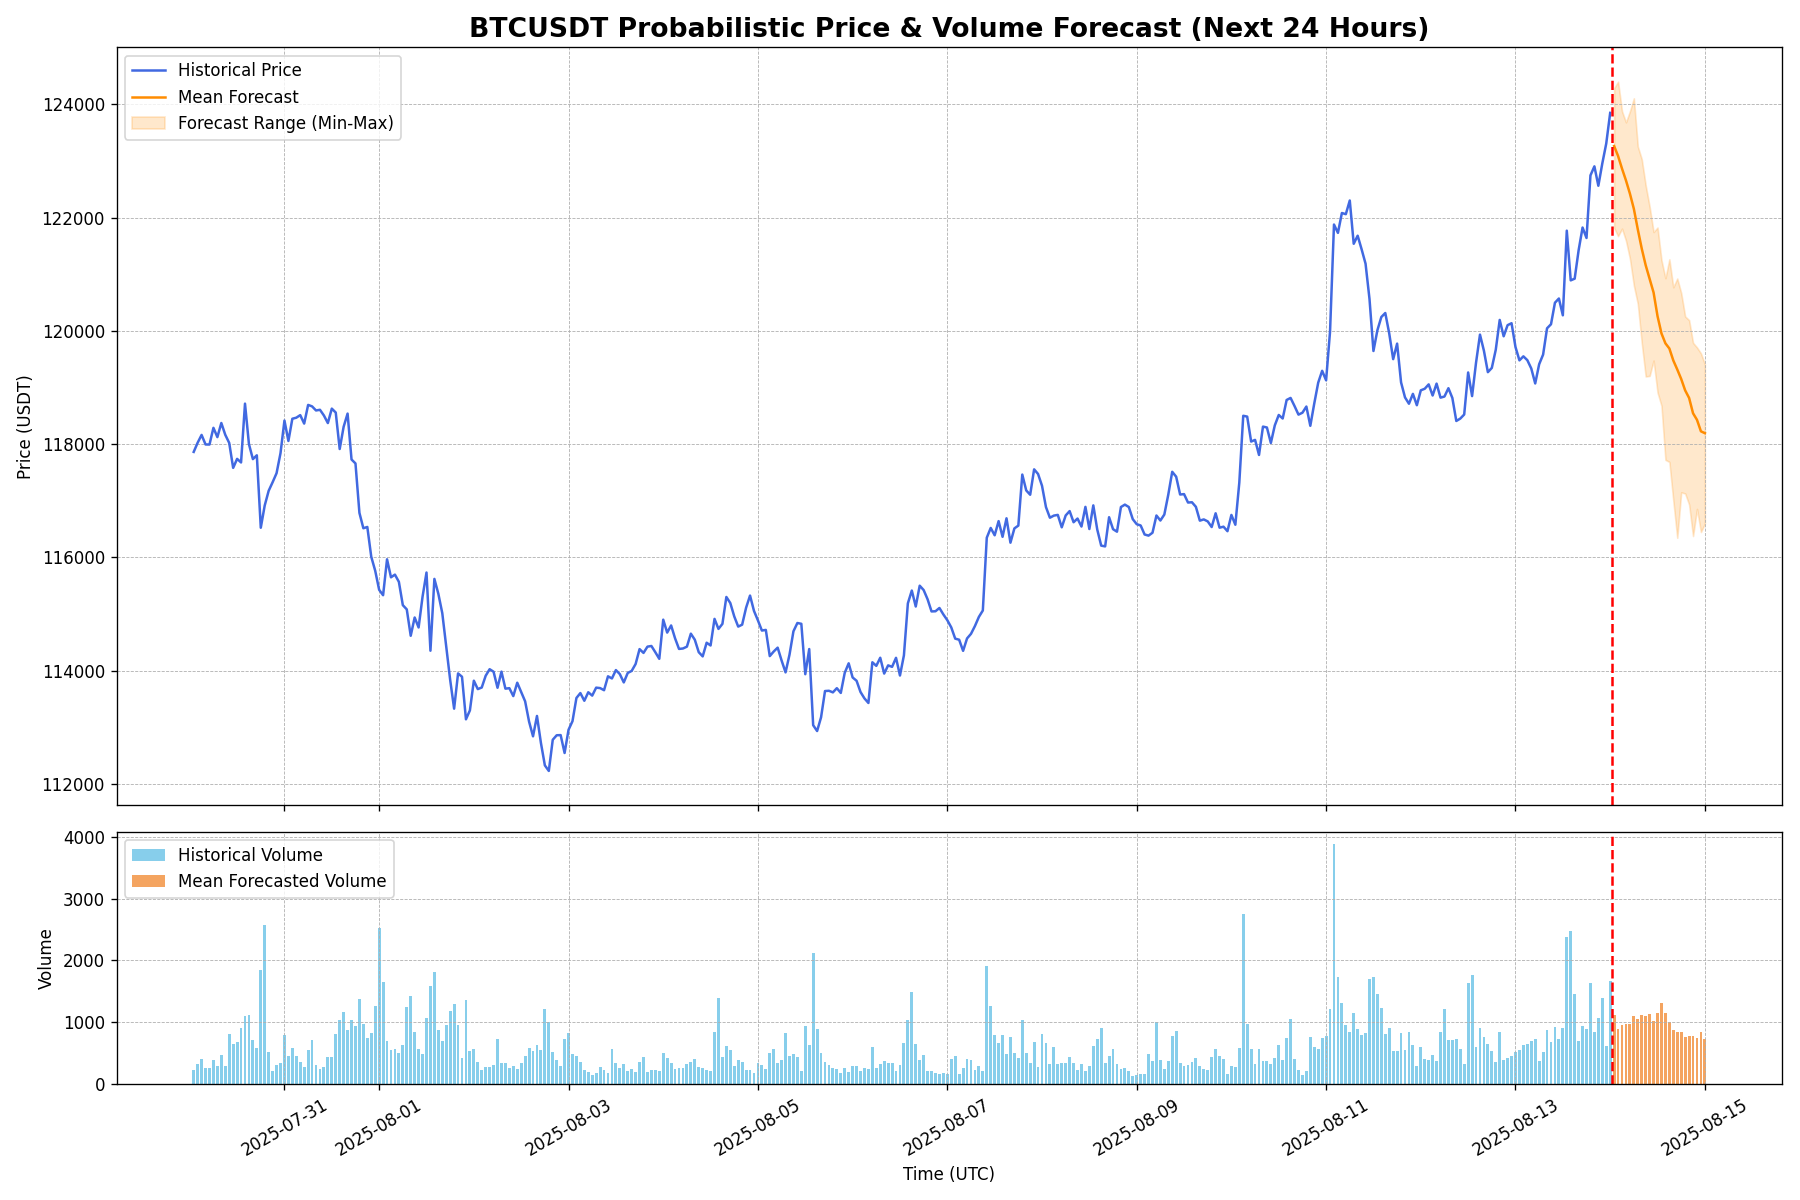 BTCUSDT Probabilistic Price & Volume Forecast (Next 24 Hours)
Historical Price
Mean Forecast
Forecast Range (Min-Max)
124000
122000
120000
118000
116000
114000
112000
Price (USDT)
Historical Volume
Mean Forecasted Volume
4000
3000
2000
1000
0
Volume
2025-07-31
2025-08-01
2025-08-03
2025-08-05
2025-08-07
2025-08-09
2025-08-11
2025-08-13
2025-08-15
Time (UTC)